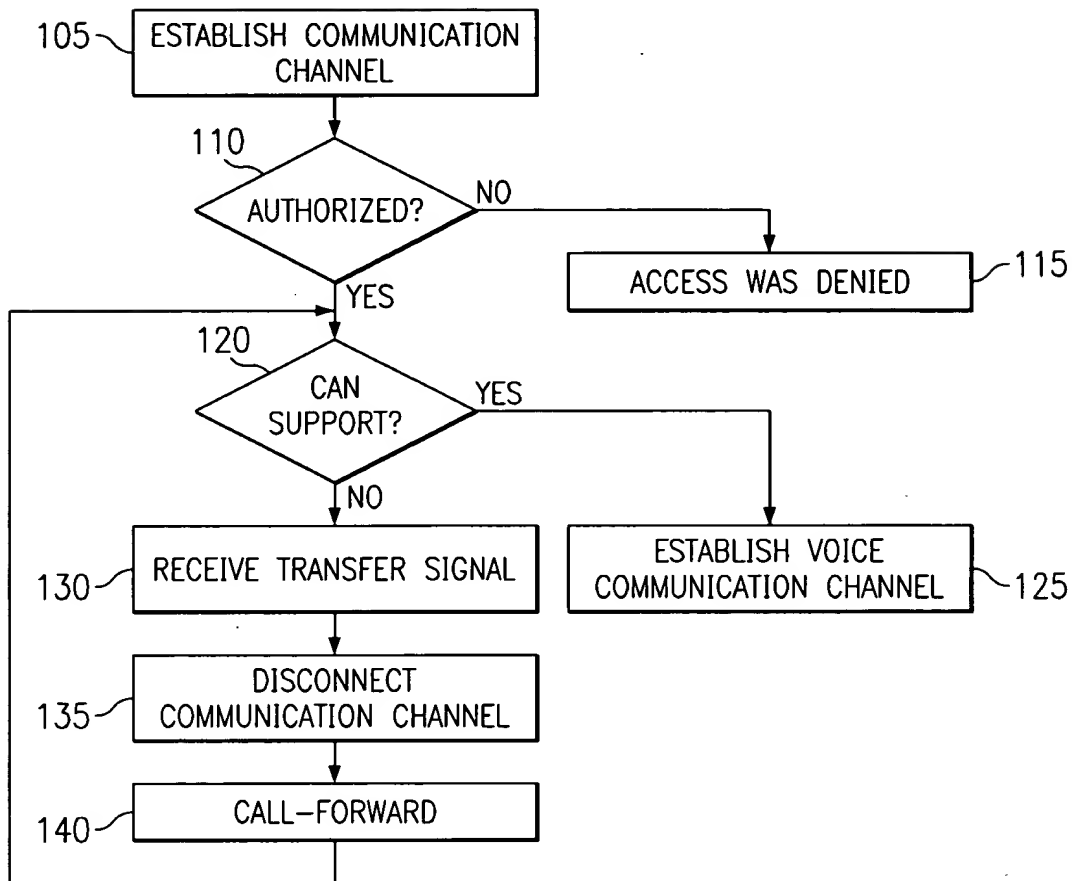 105
ESTABLISH COMMUNICATION
CHANNEL
110
AUTHORIZED?
NO
ACCESS WAS DENIED
115
YES
120
CAN
SUPPORT?
YES
NO
130
RECEIVE TRANSFER SIGNAL
ESTABLISH VOICE
COMMUNICATION CHANNEL
125
135
DISCONNECT
COMMUNICATION CHANNEL
140
CALL-FORWARD